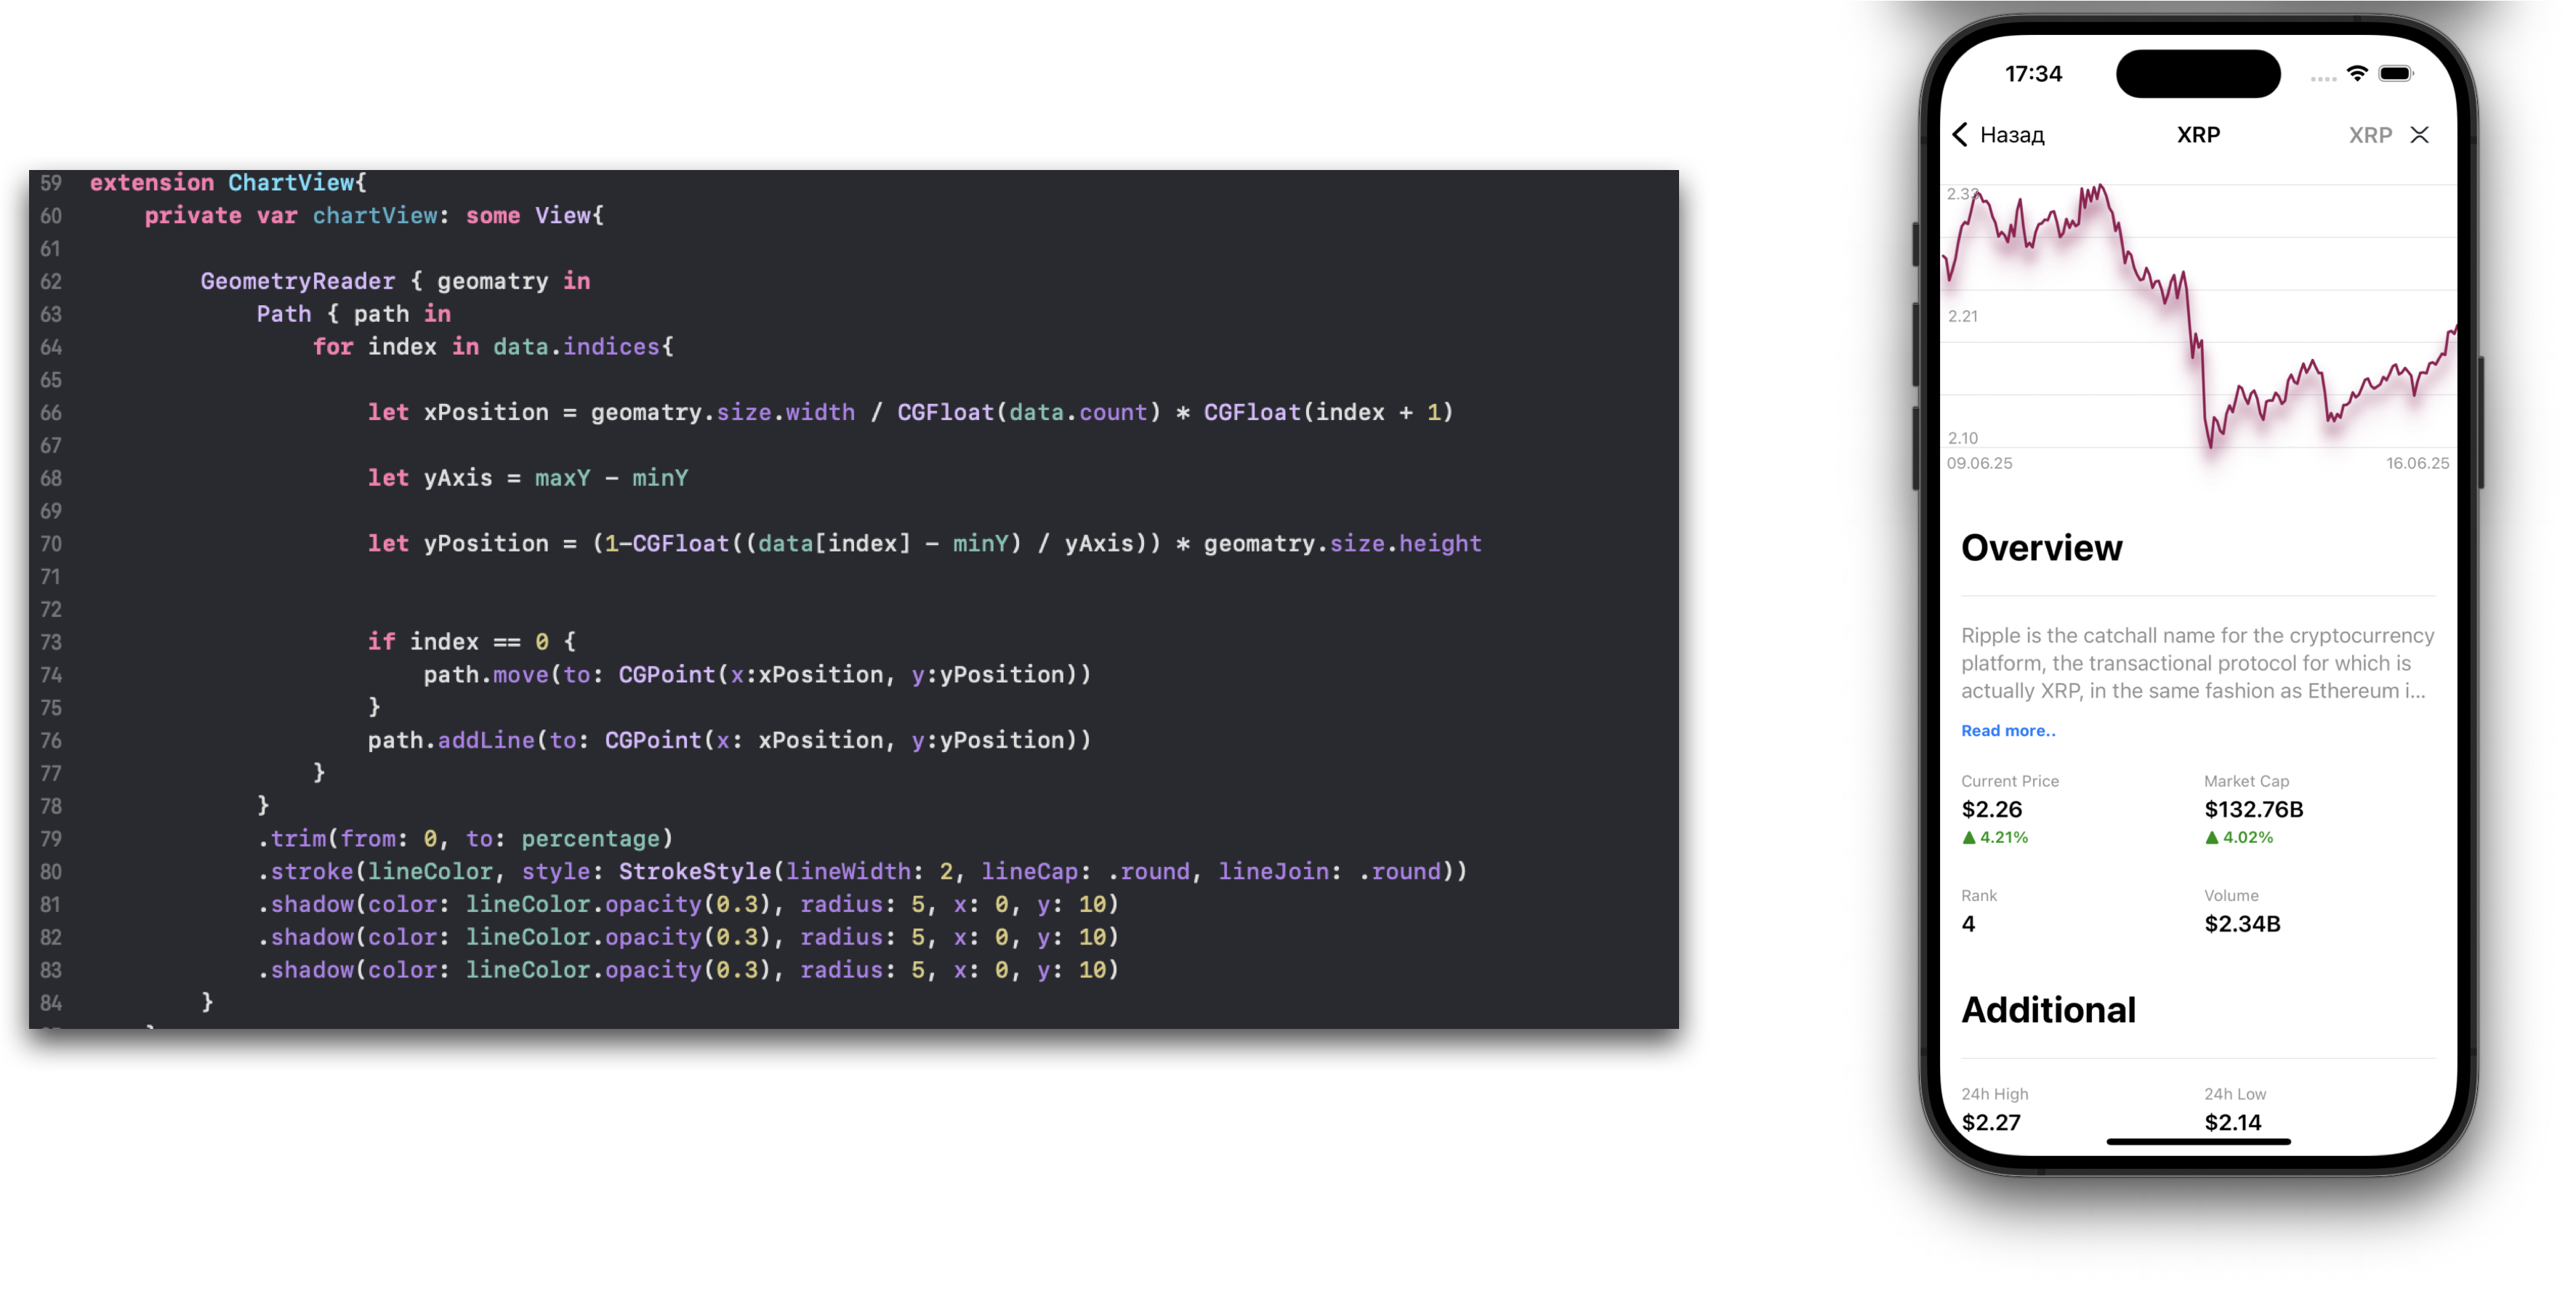 59 extension ChartView{
60 private var chartView: some View{
61
62 GeometryReader { geomatry in
63 Path { path in
64 for index in data.indices{
65
66 let xPosition = geomatry.size.width / CGFloat(data.count) * CGFloat(index + 1)
67
68 let yAxis = maxY - minY
69
70 let yPosition = (1-CGFloat((data[index] - minY) / yAxis)) * geomatry.size.height
71
72
73 if index == 0 {
74 path.move(to: CGPoint(x:xPosition, y:yPosition))
75 }
76 path.addLine(to: CGPoint(x: xPosition, y:yPosition))
77 }
78 }
79 .trim(from: 0, to: percentage)
80 .stroke(lineColor, style: StrokeStyle(lineWidth: 2, lineCap: .round, lineJoin: .round))
81 .shadow(color: lineColor.opacity(0.3), radius: 5, x: 0, y: 10)
82 .shadow(color: lineColor.opacity(0.3), radius: 5, x: 0, y: 10)
83 .shadow(color: lineColor.opacity(0.3), radius: 5, x: 0, y: 10)
84 }
17:34
Назад XRP XRP
2.33
2.21
2.10
09.06.25 16.06.25
Overview
Ripple is the catchall name for the cryptocurrency
platform, the transactional protocol for which is
actually XRP, in the same fashion as Ethereum i...
Read more..
Current Price Market Cap
$2.26 $132.76B
4.21% 4.02%
Rank Volume
4 $2.34B
Additional
24h High 24h Low
$2.27 $2.14